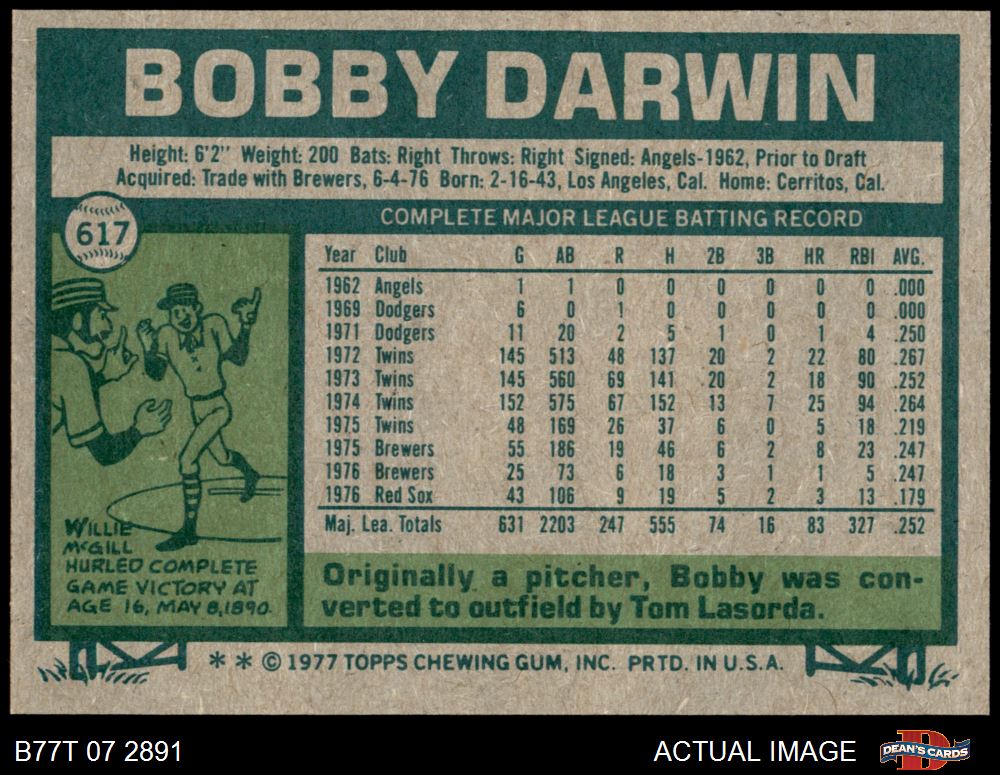 BOBBY DARWIN
Height: 6'2" Weight: 200 Bats: Right Throws: Right Signed: Angels-1962, Prior to Draft
Acquired: Trade with Brewers, 6-4-76 Born: 2-16-43, Los Angeles, Cal. Home: Cerritos, Cal.
617
COMPLETE MAJOR LEAGUE BATTING RECORD
Year Club G AB R H 2B 3B HR RBI AVG.
1962 Angels 1 1 0 0 0 0 0 0 .000
1969 Dodgers 6 0 1 0 0 0 0 0 .000
1971 Dodgers 11 20 2 5 1 0 1 4 .250
1972 Twins 145 513 48 137 20 2 22 80 .267
1973 Twins 145 560 69 141 20 2 18 90 .252
1974 Twins 152 575 67 152 13 7 25 94 .264
1975 Twins 48 169 26 37 6 0 5 18 .219
1975 Brewers 55 186 19 46 6 2 8 23 .247
1976 Brewers 25 73 6 18 3 1 1 5 .247
1976 Red Sox 43 106 9 19 5 2 3 13 .179
Maj. Lea. Totals 631 2203 247 555 74 16 83 327 .252
WILLIE
McGILL
HURLED COMPLETE
GAME VICTORY AT
AGE 16, MAY 8, 1890.
Originally a pitcher, Bobby was con-
verted to outfield by Tom Lasorda.
** © 1977 TOPPS CHEWING GUM, INC. PRTD. IN U.S.A.
B77T 07 2891
ACTUAL IMAGE
DEAN'S CARDS